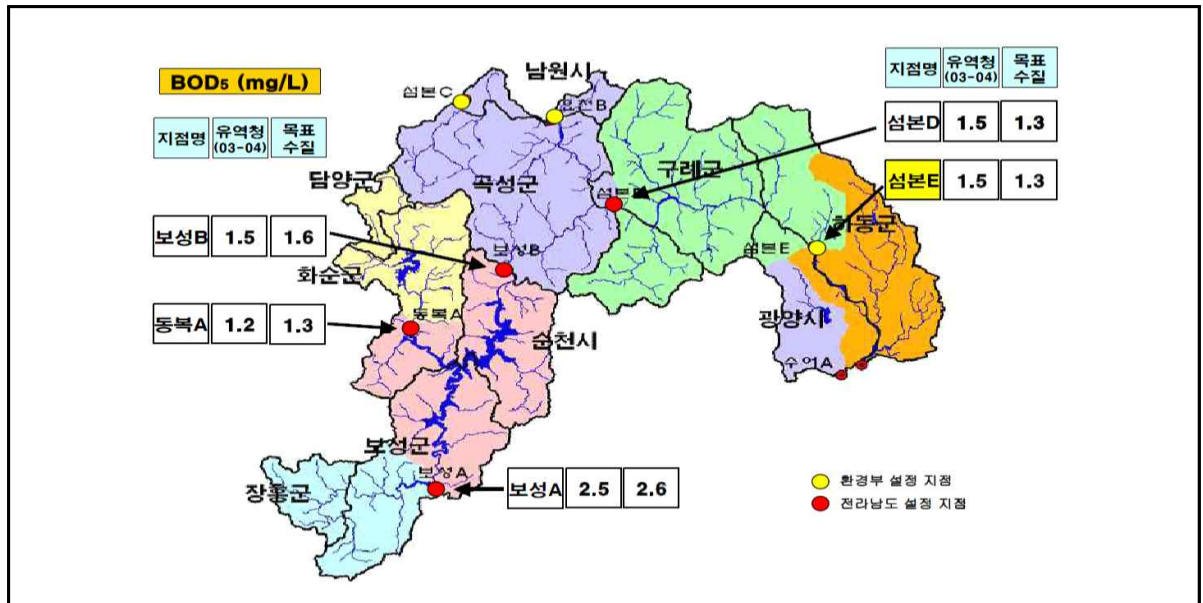 BOD₅ (mg/L)
지점명 유역청 (03-04) 목표 수질
보성B 1.5 1.6
동복A 1.2 1.3
보성A 2.5 2.6
지점명 유역청 (03-04) 목표 수질
섬본D 1.5 1.3
섬본E 1.5 1.3
남원시
섬본C
담양군
곡성군
구례군
하동군
보성B
섬본E
화순군
동복A
순천시
광양시
수어A
보성군
보성A
장흥군
환경부 설정 지점
전라남도 설정 지점